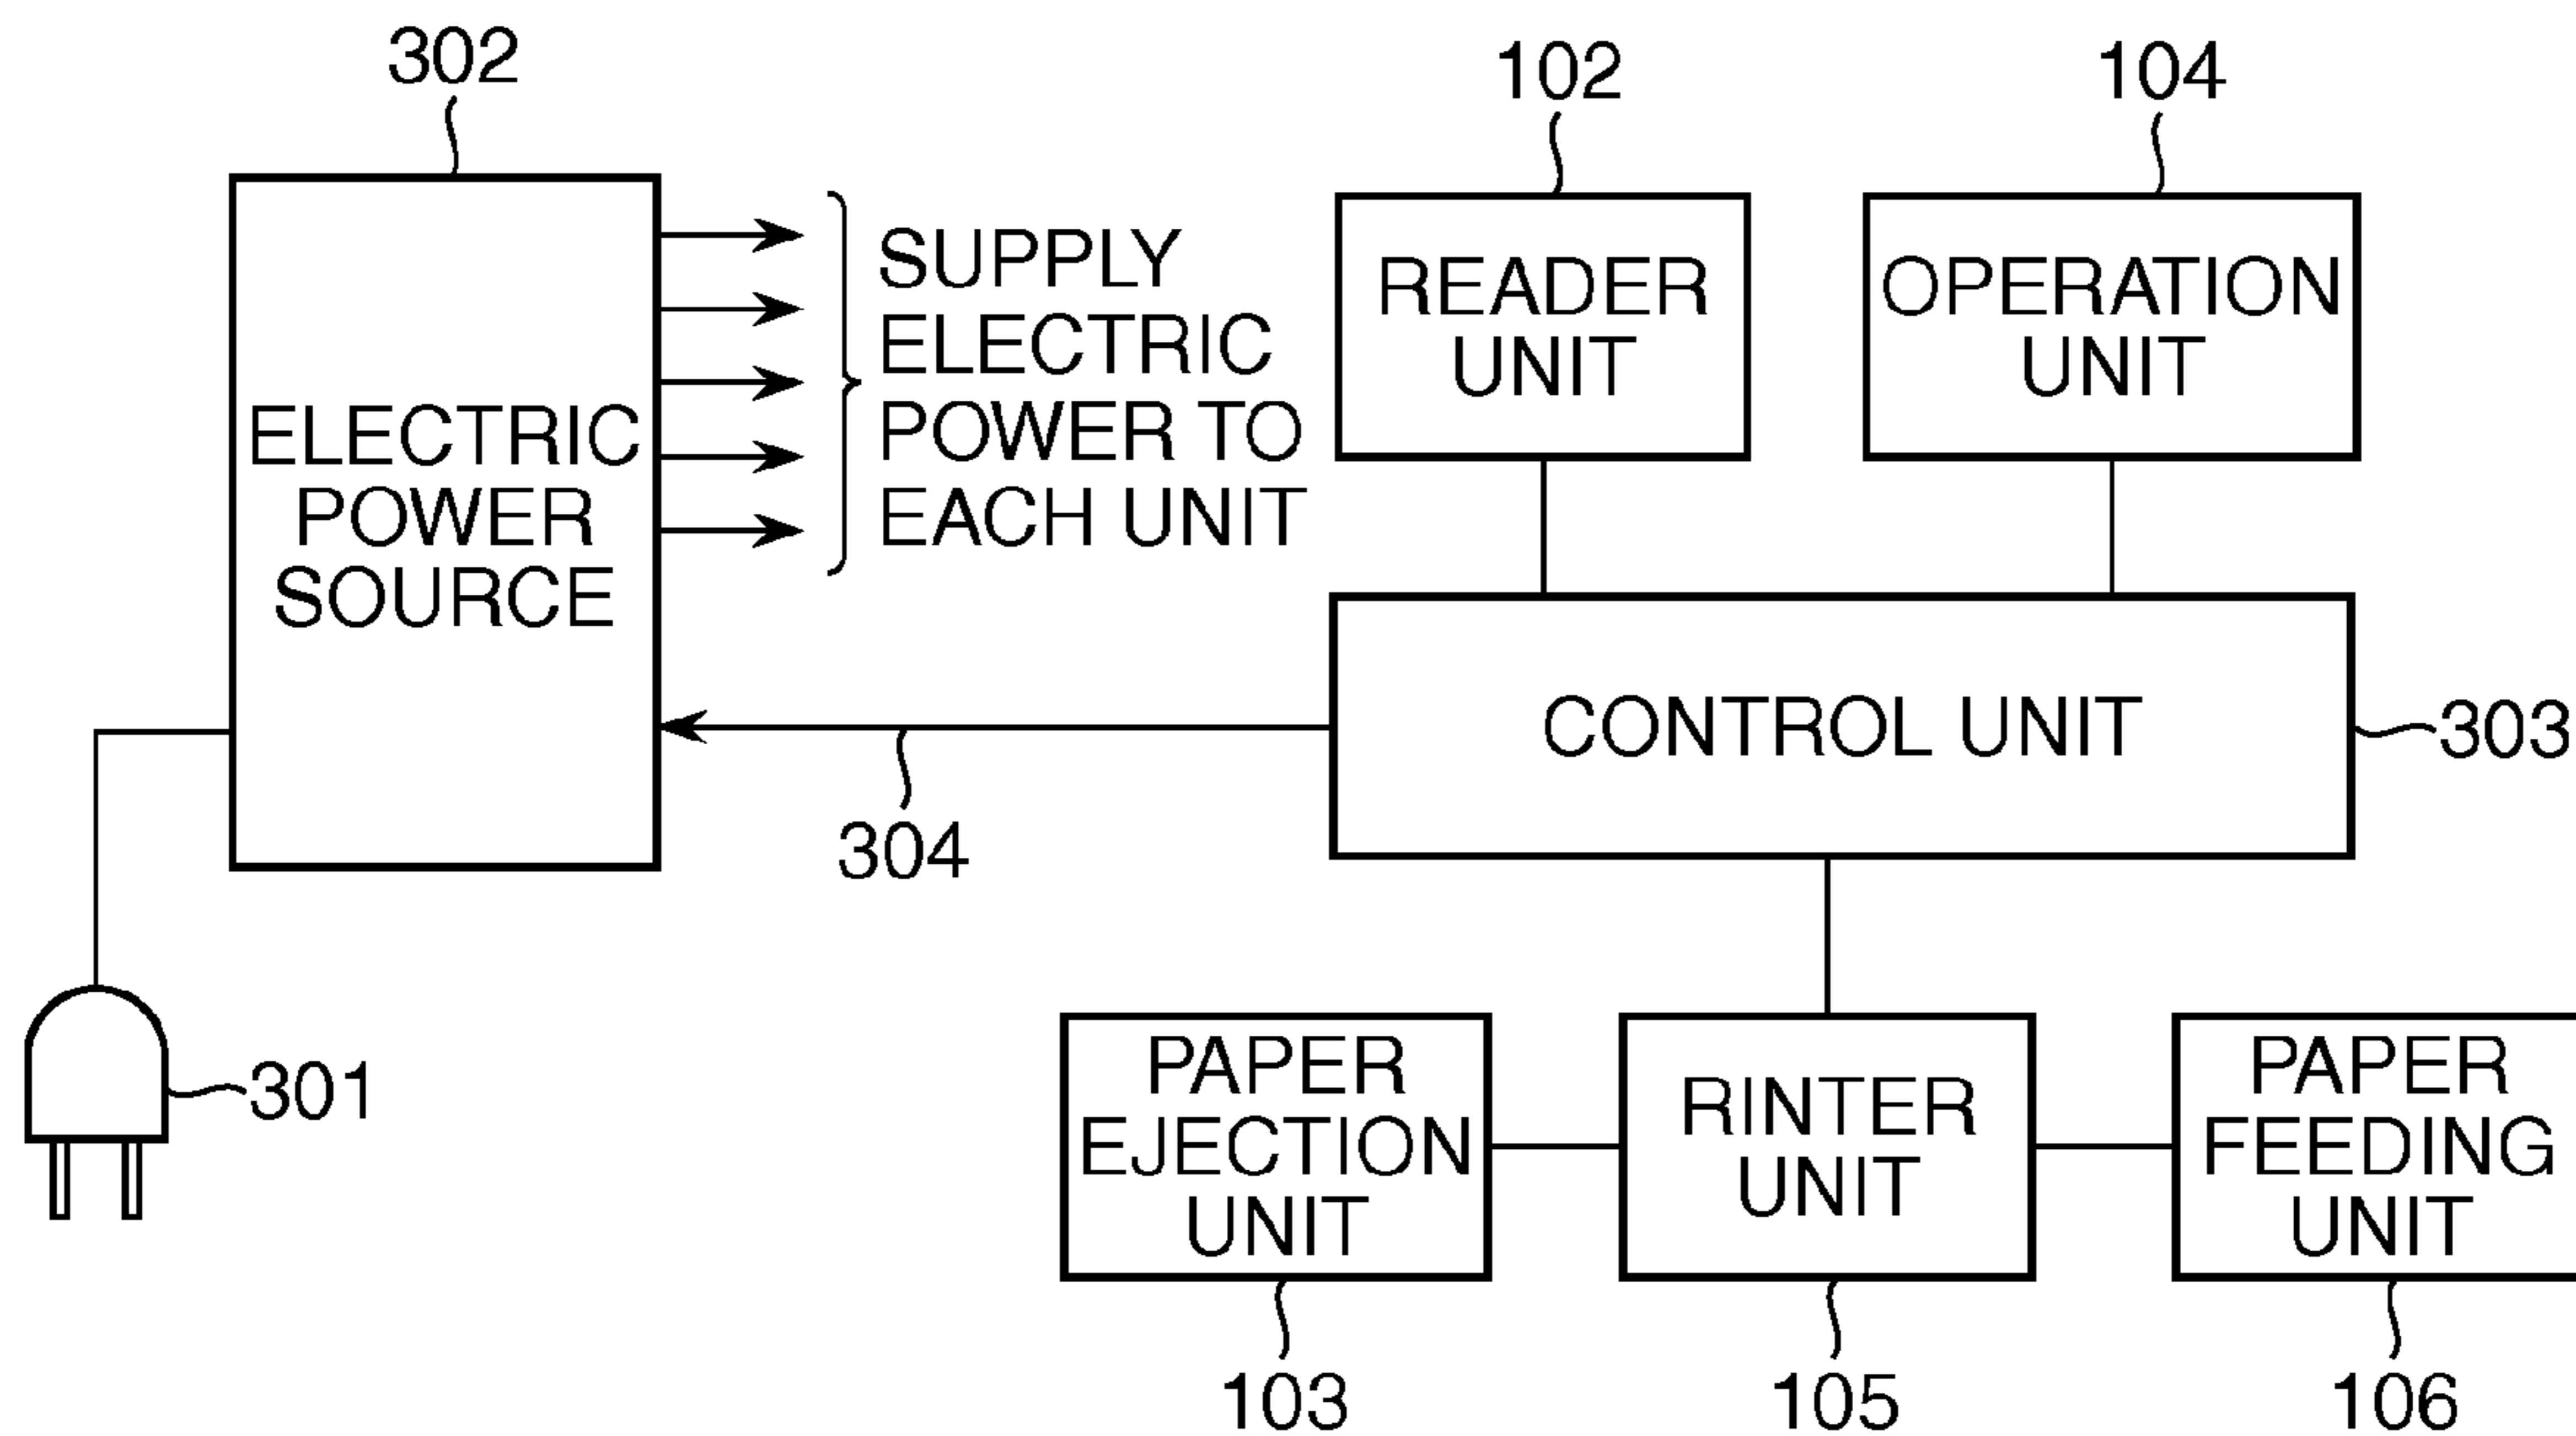 302
102
104
SUPPLY
ELECTRIC
POWER TO
EACH UNIT
READER
UNIT
OPERATION
UNIT
ELECTRIC
POWER
SOURCE
CONTROL UNIT
303
304
301
PAPER
EJECTION
UNIT
RINTER
UNIT
PAPER
FEEDING
UNIT
103
105
106